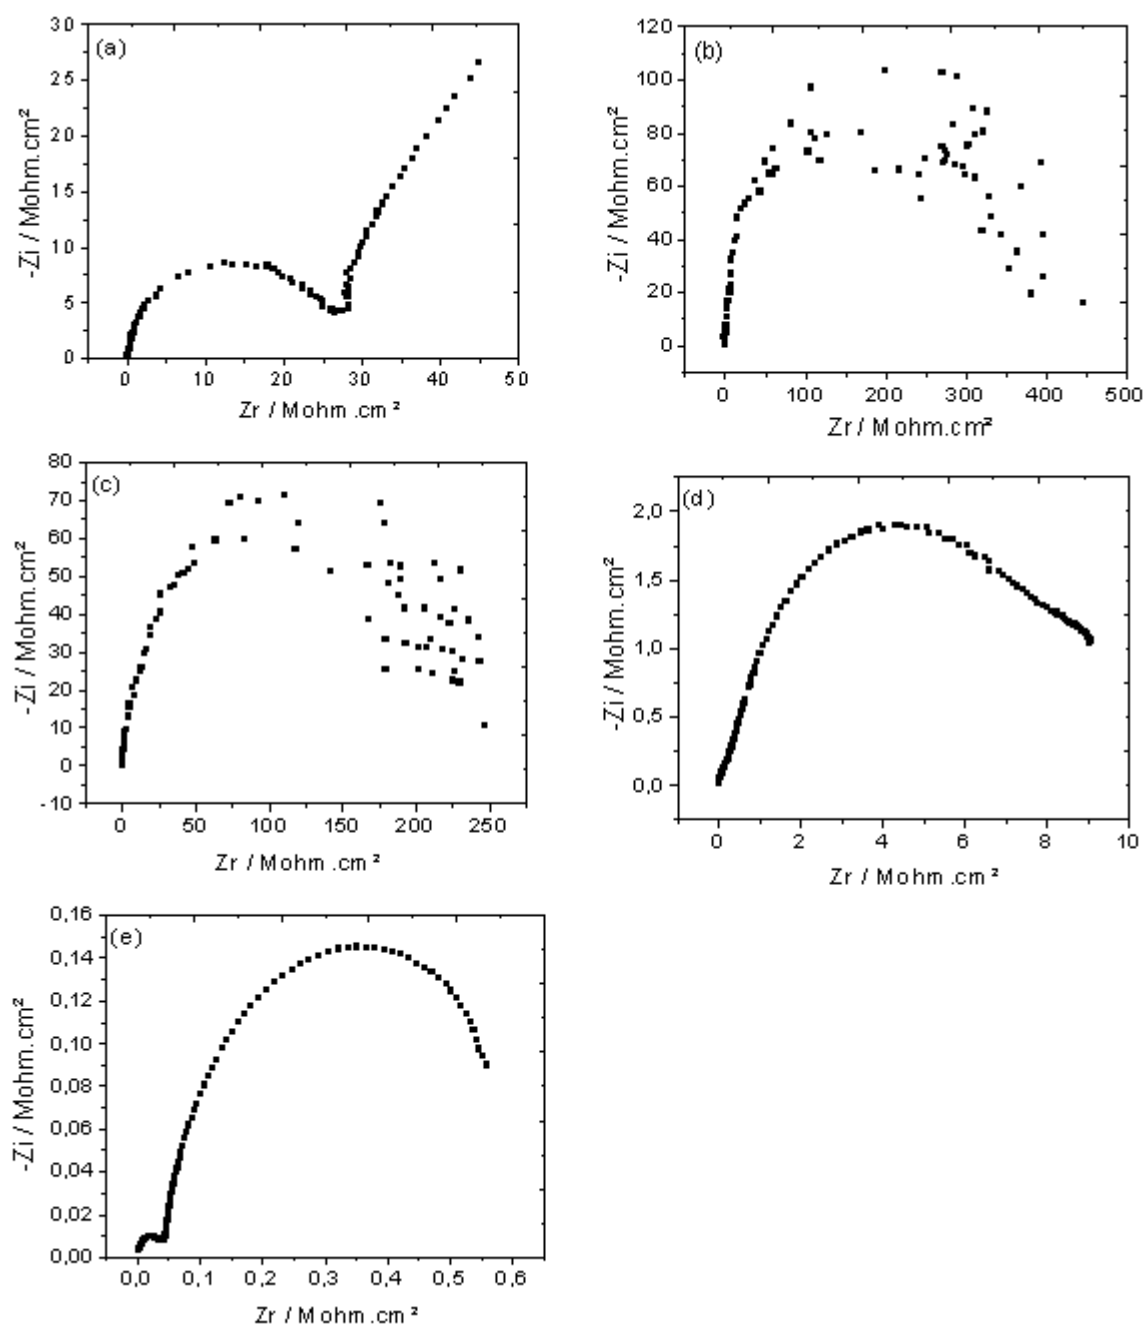 (a)
30
25
20
15
10
5
0
-Zi / Mohm.cm²
0 10 20 30 40 50
Zr / Mohm.cm²
(b)
120
100
80
60
40
20
0
-Zi / Mohm.cm²
0 100 200 300 400 500
Zr / Mohm.cm²
(c)
80
70
60
50
40
30
20
10
0
-10
-Zi / Mohm.cm²
0 50 100 150 200 250
Zr / Mohm.cm²
(d)
2,0
1,5
1,0
0,5
0,0
-Zi / Mohm.cm²
0 2 4 6 8 10
Zr / Mohm.cm²
(e)
0,16
0,14
0,12
0,10
0,08
0,06
0,04
0,02
0,00
-Zi / Mohm.cm²
0,0 0,1 0,2 0,3 0,4 0,5 0,6
Zr / Mohm.cm²